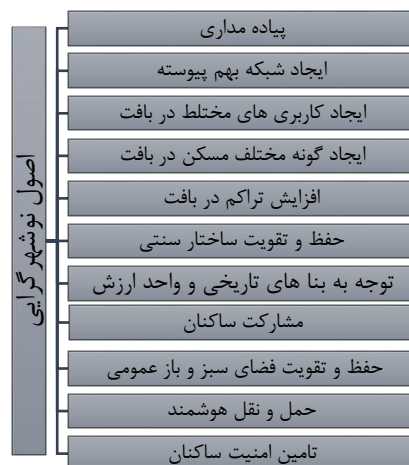 اصول نوشهرگرایی
پیاده مداری
ایجاد شبکه بهم پیوسته
ایجاد کاربری های مختلط در بافت
ایجاد گونه مختلف مسکن در بافت
افزایش تراکم در بافت
حفظ و تقویت ساختار سنتی
توجه به بنا های تاریخی و واحد ارزش
مشارکت ساکنان
حفظ و تقویت فضای سبز و باز عمومی
حمل و نقل هوشمند
تامین امنیت ساکنان